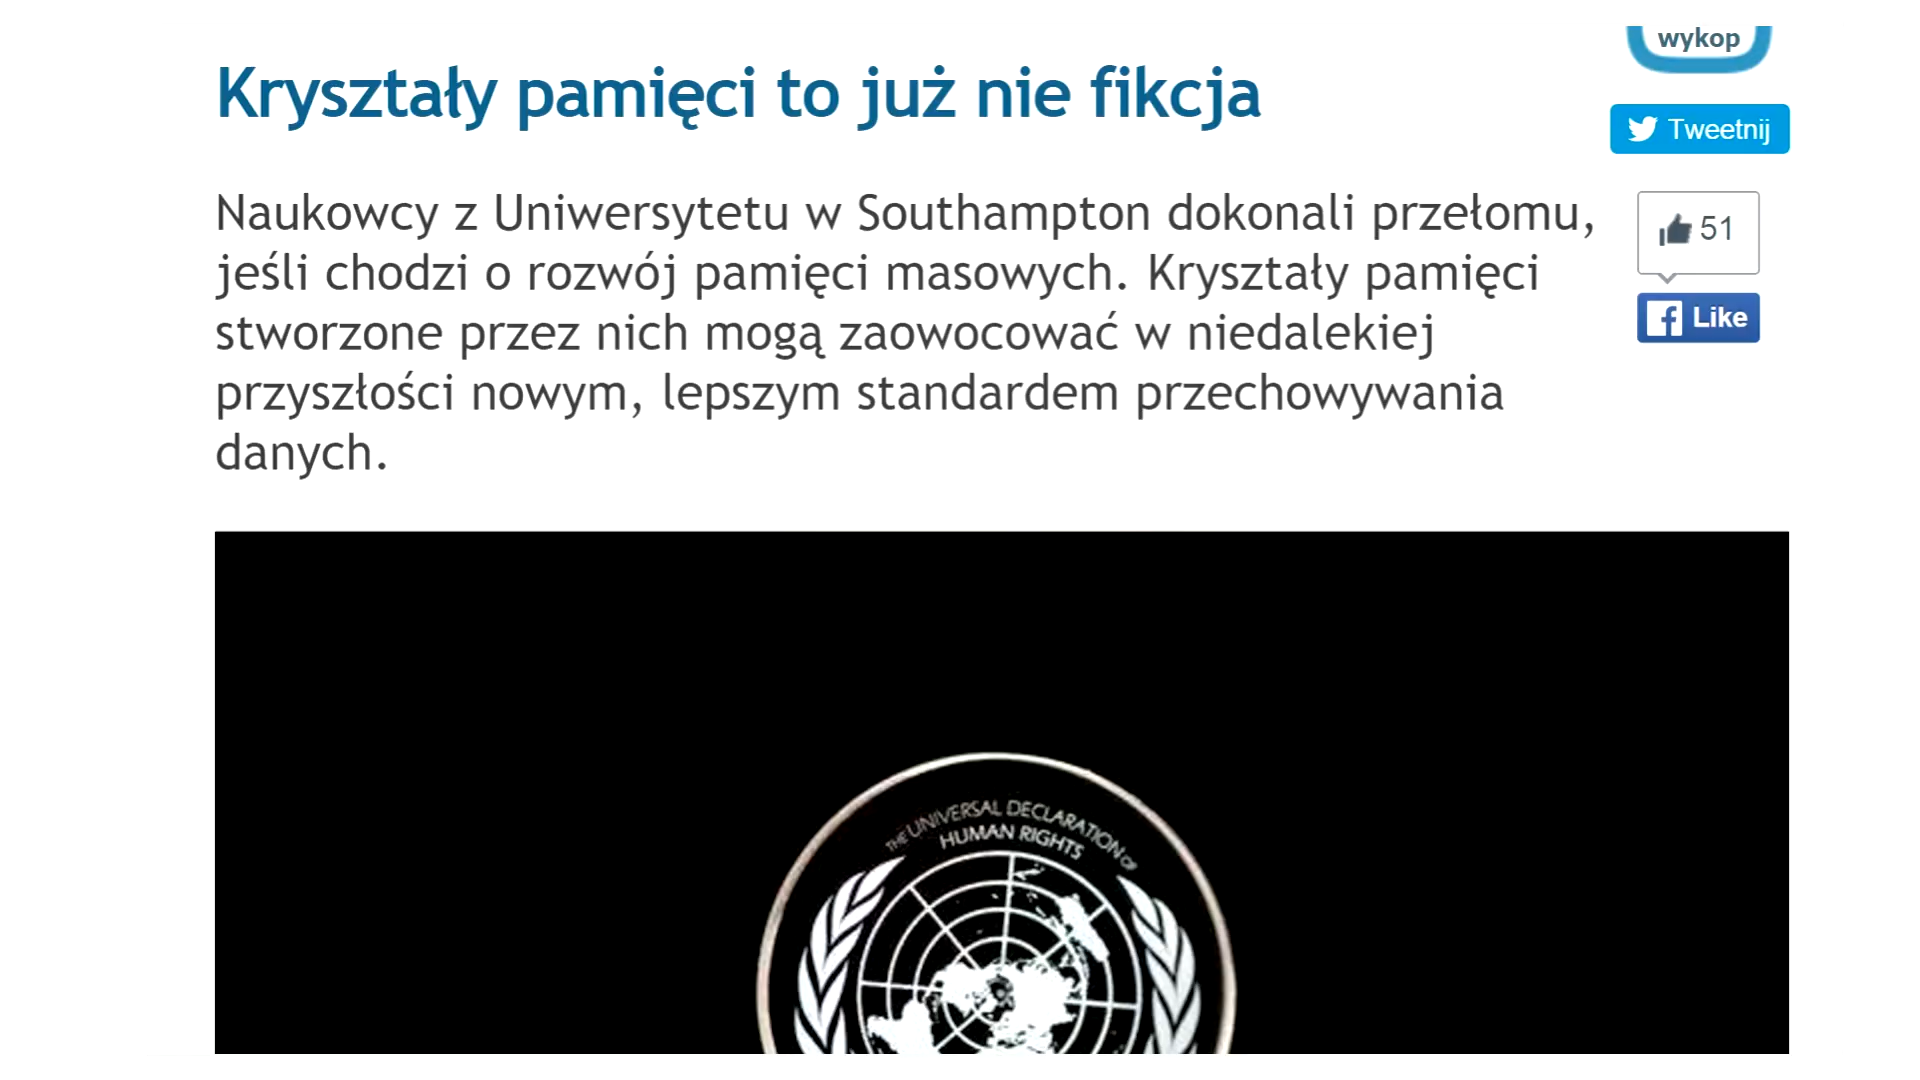 wykop
Kryształy pamięci to już nie fikcja
Tweetnij
Naukowcy z Uniwersytetu w Southampton dokonali przełomu,
jeśli chodzi o rozwój pamięci masowych. Kryształy pamięci
stworzone przez nich mogą zaowocować w niedalekiej
przyszłości nowym, lepszym standardem przechowywania
danych.
51
Like
THE UNIVERSAL DECLARATION OF
HUMAN RIGHTS